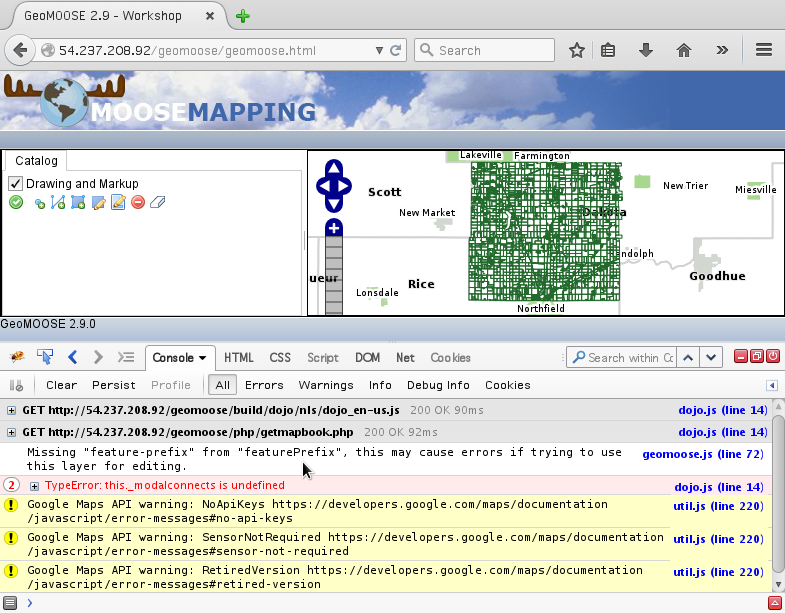 GeoMOOSE 2.9 - Workshop
54.237.208.92/geomoose/geomoose.html
Search
MOOSEMAPPING
Catalog
Drawing and Markup
Lakeville
Farmington
Scott
New Trier
Miesville
New Market
Dakota
ndolph
ueur
Rice
Goodhue
Lonsdale
Northfield
GeoMOOSE 2.9.0
Console HTML CSS Script DOM Net Cookies
Search within Co
Clear Persist Profile All Errors Warnings Info Debug Info Cookies
GET http://54.237.208.92/geomoose/build/dojo/nls/dojo_en-us.js 200 OK 90ms dojo.js (line 14)
GET http://54.237.208.92/geomoose/php/getmapbook.php 200 OK 92ms dojo.js (line 14)
Missing "feature-prefix" from "featurePrefix", this may cause errors if trying to use geomoose.js (line 72)
this layer for editing.
2 TypeError: this._modalconnects is undefined dojo.js (line 14)
Google Maps API warning: NoApiKeys https://developers.google.com/maps/documentation util.js (line 220)
/javascript/error-messages#no-api-keys
Google Maps API warning: SensorNotRequired https://developers.google.com/maps/documentation util.js (line 220)
/javascript/error-messages#sensor-not-required
Google Maps API warning: RetiredVersion https://developers.google.com/maps/documentation util.js (line 220)
/javascript/error-messages#retired-version